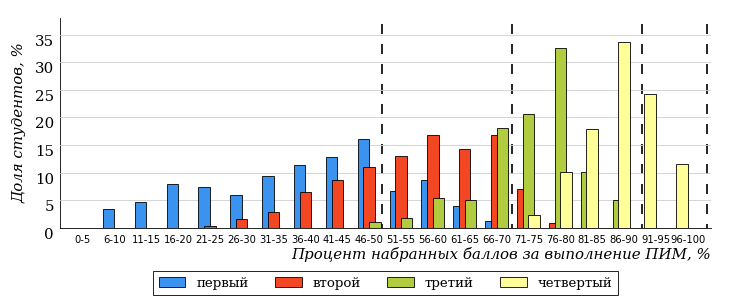 Доля студентов, %
35
30
25
20
15
10
5
0
0-5 6-10 11-15 16-20 21-25 26-30 31-35 36-40 41-45 46-50 51-55 56-60 61-65 66-70 71-75 76-80 81-85 86-90 91-95 96-100
Процент набранных баллов за выполнение ПИМ, %
первый второй третий четвертый